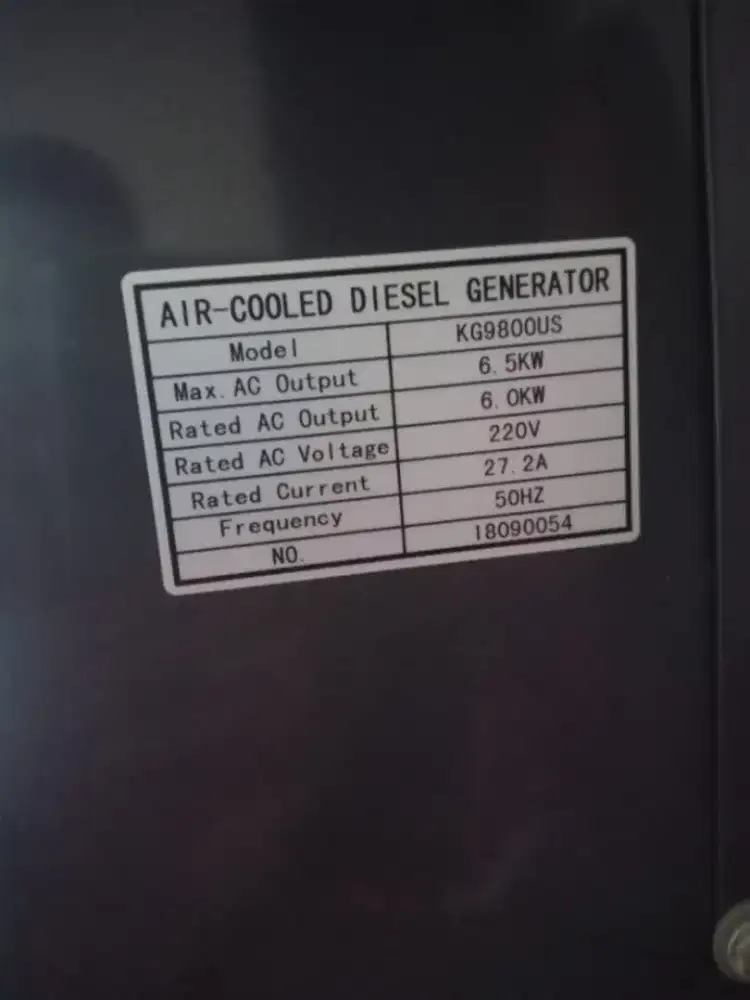 AIR-COOLED DIESEL GENERATOR
Model KG9800US
Max. AC Output 6.5KW
Rated AC Output 6.0KW
Rated AC Voltage 220V
Rated Current 27.2A
Frequency 50HZ
NO. 18090054